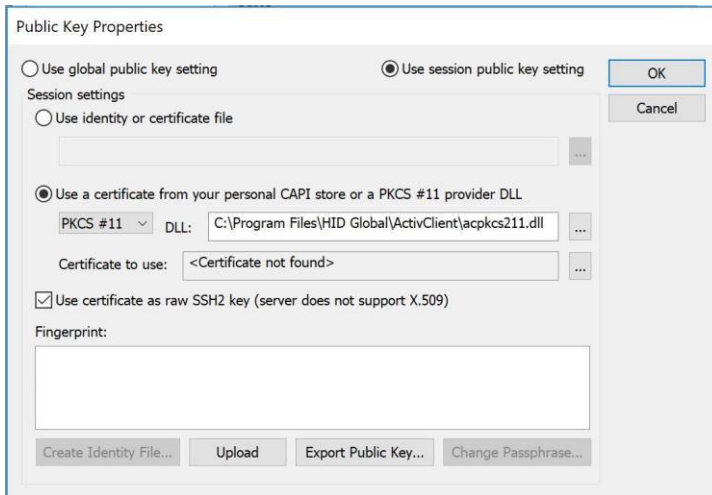 Public Key Properties
Use global public key setting
Use session public key setting
OK
Session settings
Cancel
Use identity or certificate file
...
Use a certificate from your personal CAPI store or a PKCS #11 provider DLL
PKCS #11
DLL:
C:\Program Files\HID Global\ActivClient\acpkcs211.dll
...
Certificate to use:
<Certificate not found>
...
Use certificate as raw SSH2 key (server does not support X.509)
Fingerprint:
Create Identity File...
Upload
Export Public Key...
Change Passphrase...